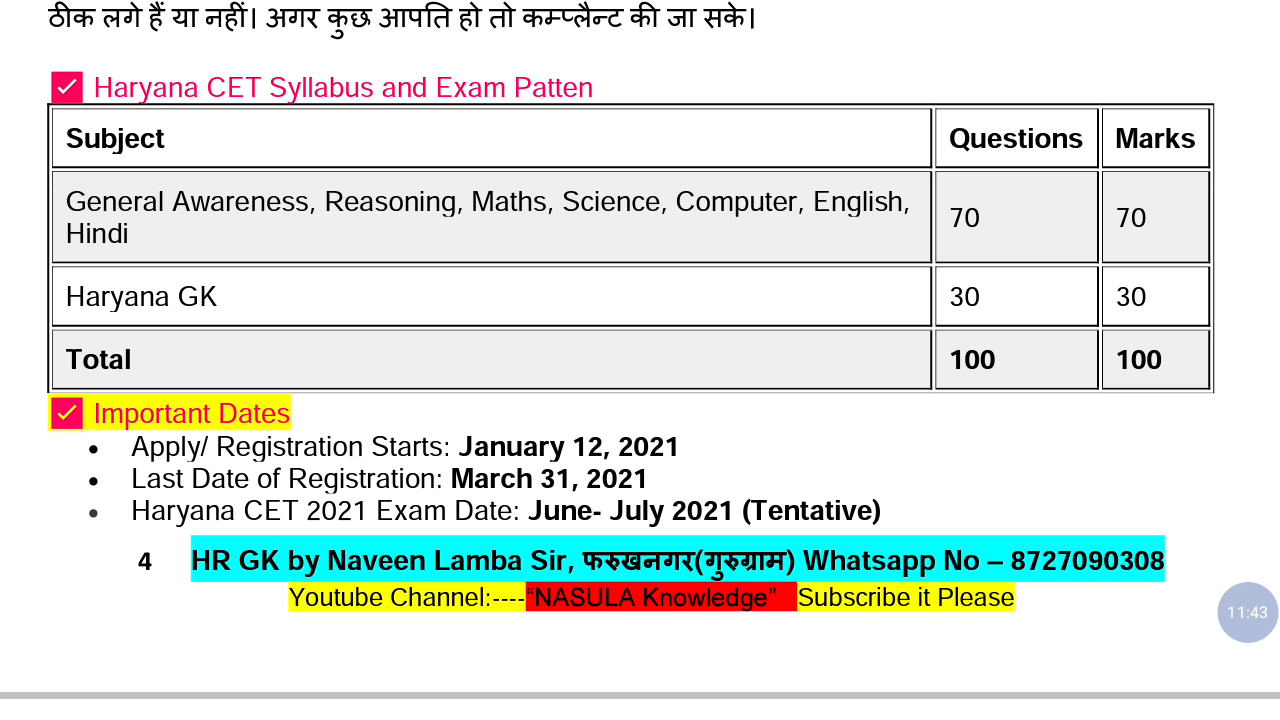 ठीक लगे हैं या नहीं। अगर कुछ आपति हो तो कम्प्लैन्ट की जा सके।
Haryana CET Syllabus and Exam Patten
Subject Questions Marks
General Awareness, Reasoning, Maths, Science, Computer, English, 70 70
Hindi
Haryana GK 30 30
Total 100 100
Important Dates
• Apply/ Registration Starts: January 12, 2021
• Last Date of Registration: March 31, 2021
• Haryana CET 2021 Exam Date: June- July 2021 (Tentative)
4 HR GK by Naveen Lamba Sir, फरुखनगर(गुरुग्राम) Whatsapp No – 8727090308
Youtube Channel:----“NASULA Knowledge” Subscribe it Please
11:43